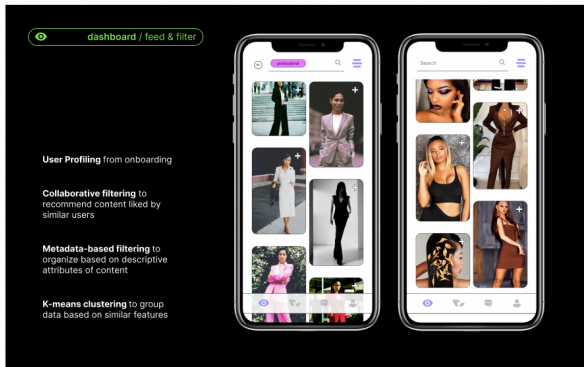 dashboard / feed & filter
User Profiling from onboarding
Collaborative filtering to
recommend content liked by
similar users
Metadata-based filtering to
organize based on descriptive
attributes of content
K-means clustering to group
data based on similar features
professional
Search